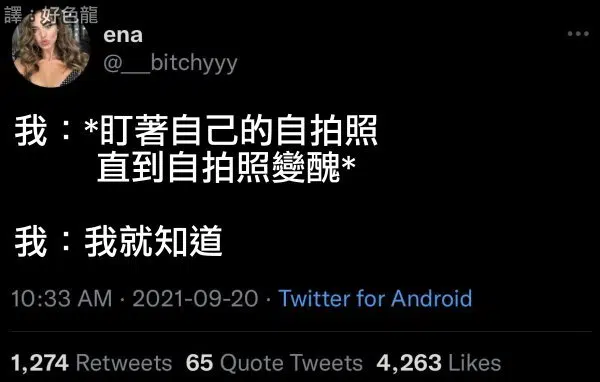 譯：好色龍
ena
@___bitchyyy
我：*盯著自己的自拍照
直到自拍照變醜*
我：我就知道
10:33 AM · 2021-09-20 · Twitter for Android
1,274 Retweets 65 Quote Tweets 4,263 Likes